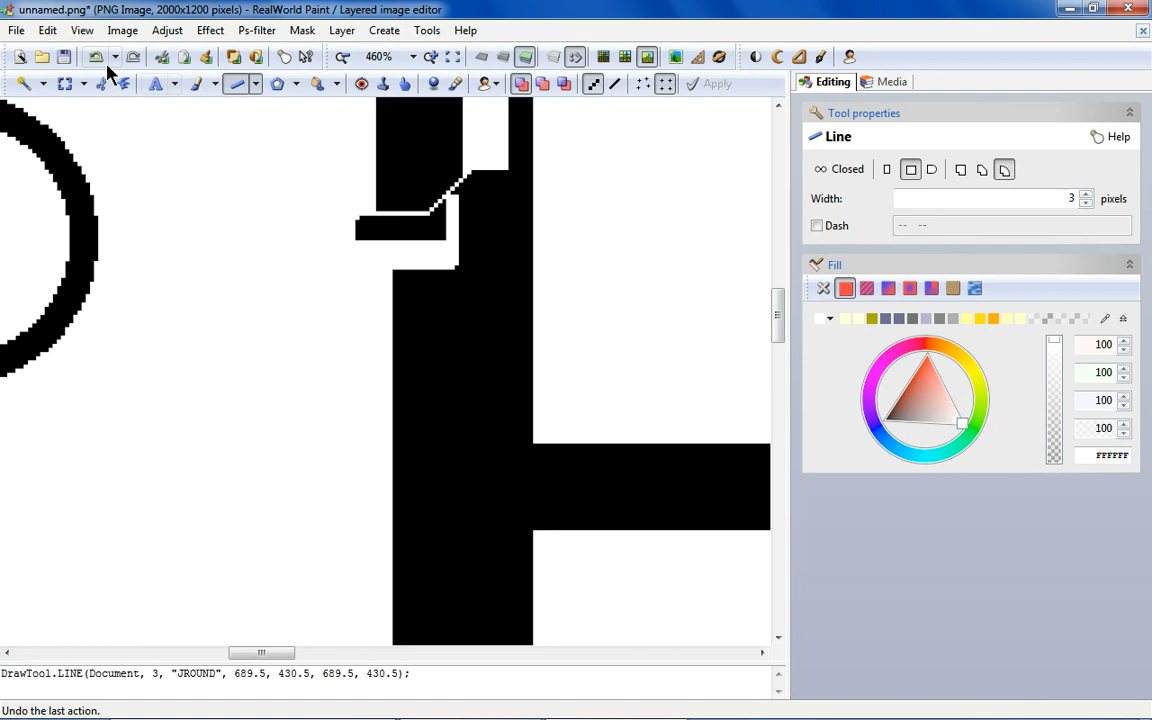 unnamed.png* (PNG Image, 2000x1200 pixels) - RealWorld Paint / Layered image editor
File Edit View Image Adjust Effect Ps-filter Mask Layer Create Tools Help
460%
Apply
Editing Media
Tool properties
Line Help
Closed
Width: 3 pixels
Dash -- --
Fill
100
100
100
100
FFFFFF
DrawTool.LINE(Document, 3, "JROUND", 689.5, 430.5, 689.5, 430.5);
Undo the last action.